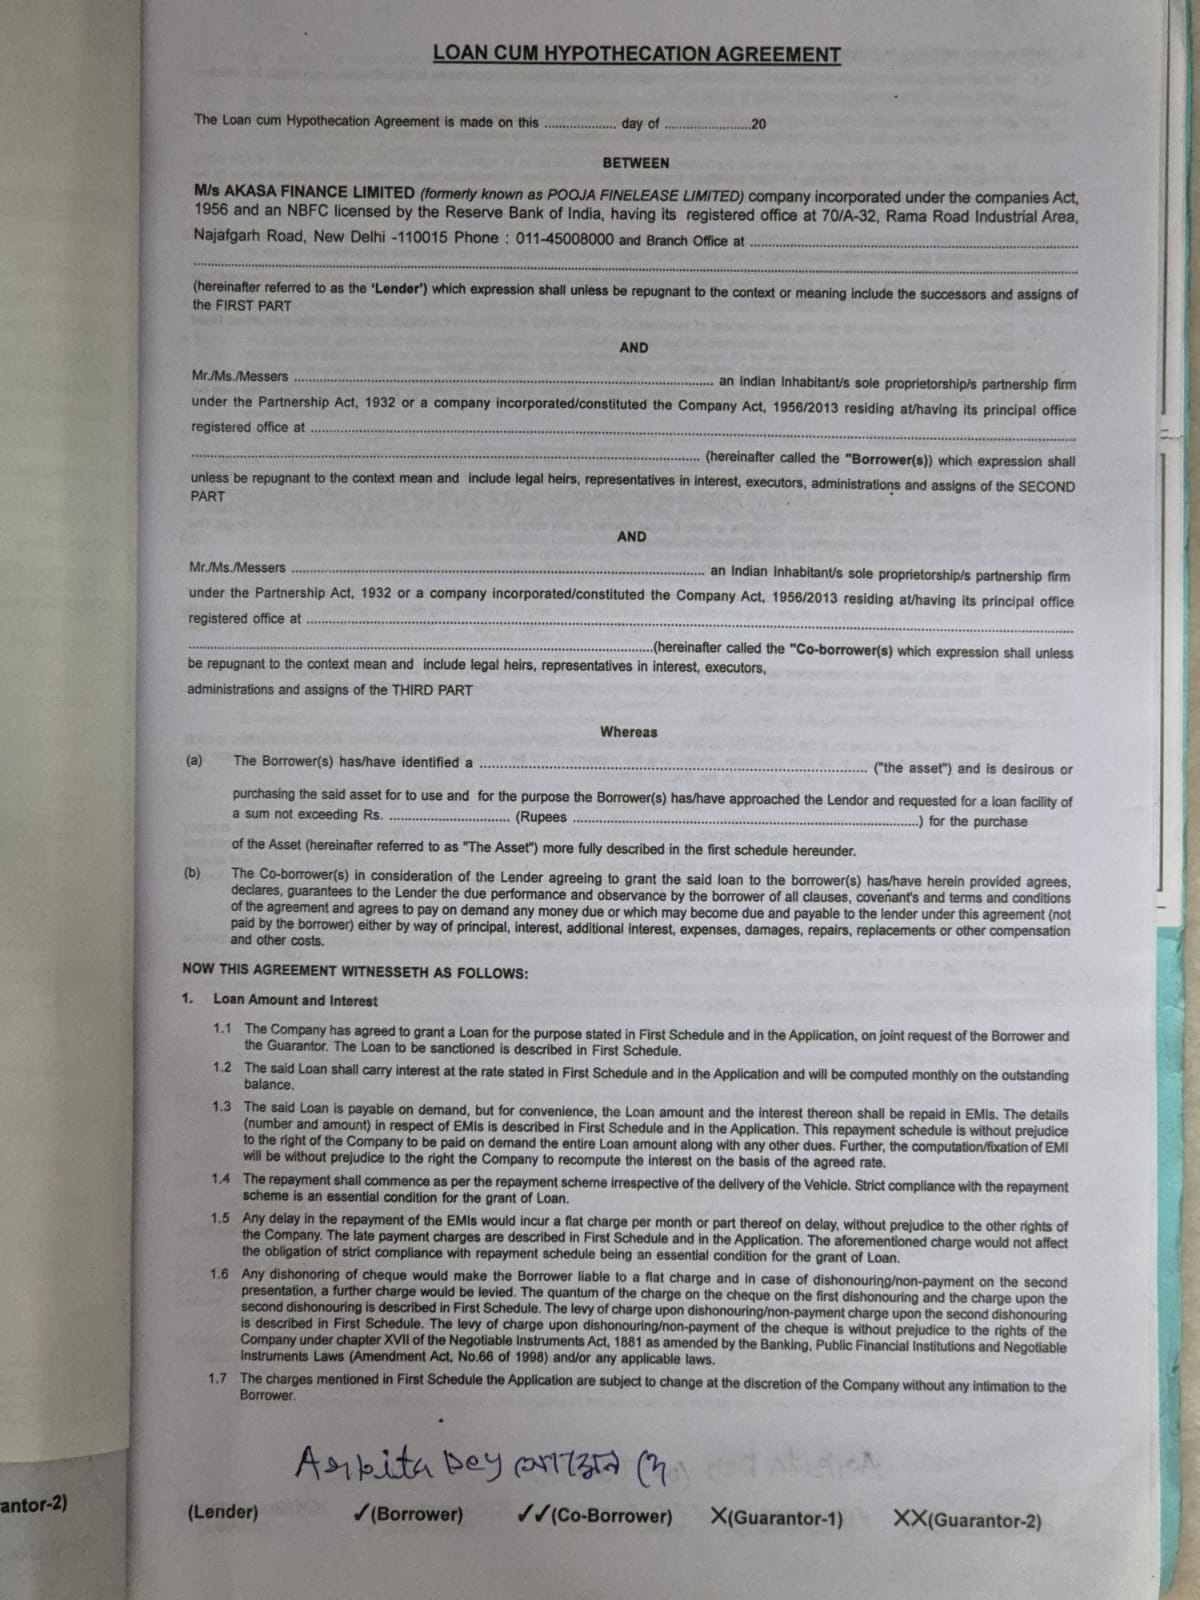 LOAN CUM HYPOTHECATION AGREEMENT
The Loan cum Hypothecation Agreement is made on this .................... day of ........................20
BETWEEN
M/s AKASA FINANCE LIMITED (formerly known as POOJA FINELEASE LIMITED) company incorporated under the companies Act,
1956 and an NBFC licensed by the Reserve Bank of India, having its registered office at 70/A-32, Rama Road Industrial Area,
Najafgarh Road, New Delhi -110015 Phone : 011-45008000 and Branch Office at ....................
....................
(hereinafter referred to as the ‘Lender’) which expression shall unless be repugnant to the context or meaning include the successors and assigns of
the FIRST PART
AND
Mr./Ms./Messers .................... an Indian Inhabitant/s sole proprietorship/s partnership firm
under the Partnership Act, 1932 or a company incorporated/constituted the Company Act, 1956/2013 residing at/having its principal office
registered office at ....................
.................... (hereinafter called the "Borrower(s)) which expression shall
unless be repugnant to the context mean and include legal heirs, representatives in interest, executors, administrations and assigns of the SECOND
PART
AND
Mr./Ms./Messers .................... an Indian Inhabitant/s sole proprietorship/s partnership firm
under the Partnership Act, 1932 or a company incorporated/constituted the Company Act, 1956/2013 residing at/having its principal office
registered office at ....................
....................(hereinafter called the "Co-borrower(s) which expression shall unless
be repugnant to the context mean and include legal heirs, representatives in interest, executors,
administrations and assigns of the THIRD PART
Whereas
(a) The Borrower(s) has/have identified a .................... ("the asset") and is desirous or
purchasing the said asset for to use and for the purpose the Borrower(s) has/have approached the Lendor and requested for a loan facility of
a sum not exceeding Rs. .................... (Rupees ....................) for the purchase
of the Asset (hereinafter referred to as "The Asset") more fully described in the first schedule hereunder.
(b) The Co-borrower(s) in consideration of the Lender agreeing to grant the said loan to the borrower(s) has/have herein provided agrees,
declares, guarantees to the Lender the due performance and observance by the borrower of all clauses, covenant's and terms and conditions
of the agreement and agrees to pay on demand any money due or which may become due and payable to the lender under this agreement (not
paid by the borrower) either by way of principal, interest, additional interest, expenses, damages, repairs, replacements or other compensation
and other costs.
NOW THIS AGREEMENT WITNESSETH AS FOLLOWS:
1. Loan Amount and Interest
1.1 The Company has agreed to grant a Loan for the purpose stated in First Schedule and in the Application, on joint request of the Borrower and
the Guarantor. The Loan to be sanctioned is described in First Schedule.
1.2 The said Loan shall carry interest at the rate stated in First Schedule and in the Application and will be computed monthly on the outstanding
balance.
1.3 The said Loan is payable on demand, but for convenience, the Loan amount and the interest thereon shall be repaid in EMIs. The details
(number and amount) in respect of EMIs is described in First Schedule and in the Application. This repayment schedule is without prejudice
to the right of the Company to be paid on demand the entire Loan amount along with any other dues. Further, the computation/fixation of EMI
will be without prejudice to the right the Company to recompute the interest on the basis of the agreed rate.
1.4 The repayment shall commence as per the repayment scheme irrespective of the delivery of the Vehicle. Strict compliance with the repayment
scheme is an essential condition for the grant of Loan.
1.5 Any delay in the repayment of the EMIs would incur a flat charge per month or part thereof on delay, without prejudice to the other rights of
the Company. The late payment charges are described in First Schedule and in the Application. The aforementioned charge would not affect
the obligation of strict compliance with repayment schedule being an essential condition for the grant of Loan.
1.6 Any dishonoring of cheque would make the Borrower liable to a flat charge and in case of dishonouring/non-payment on the second
presentation, a further charge would be levied. The quantum of the charge on the cheque on the first dishonouring and the charge upon the
second dishonouring is described in First Schedule. The levy of charge upon dishonouring/non-payment charge upon the second dishonouring
is described in First Schedule. The levy of charge upon dishonouring/non-payment of the cheque is without prejudice to the rights of the
Company under chapter XVII of the Negotiable Instruments Act, 1881 as amended by the Banking, Public Financial Institutions and Negotiable
Instruments Laws (Amendment Act, No.66 of 1998) and/or any applicable laws.
1.7 The charges mentioned in First Schedule the Application are subject to change at the discretion of the Company without any intimation to the
Borrower.
Arpita Dey
antor-2)
(Lender) ✓(Borrower) ✓✓(Co-Borrower) X(Guarantor-1) XX(Guarantor-2)